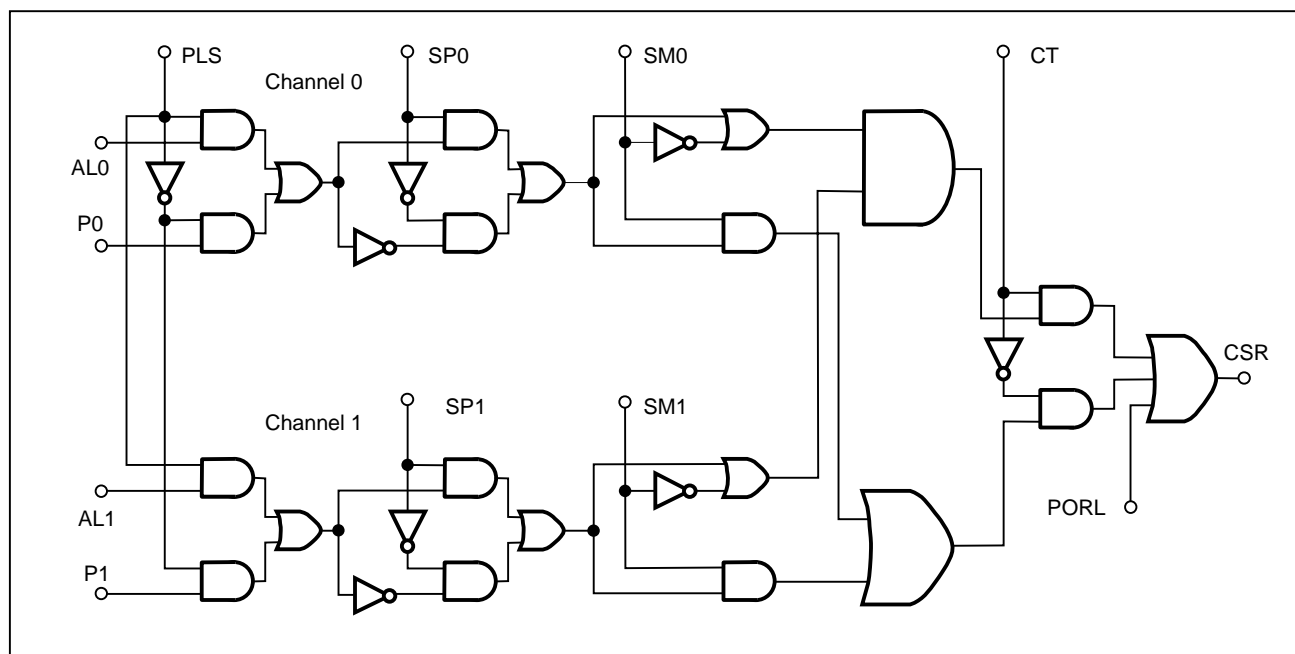 PLS
SP0
SM0
CT
Channel 0
AL0
P0
CSR
SP1
SM1
Channel 1
AL1
PORL
P1